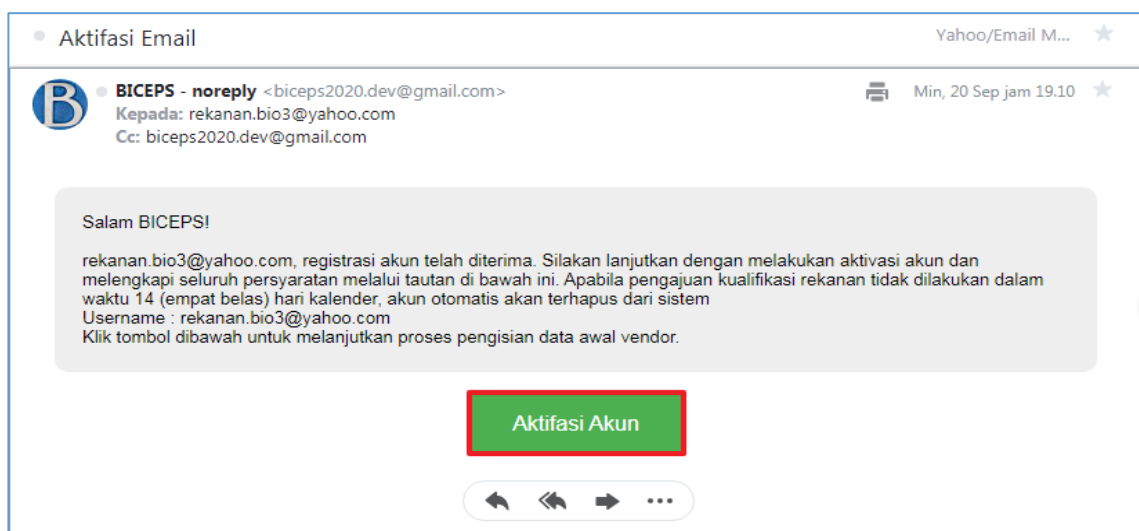 Aktifasi Email
Yahoo/Email M...
B
BICEPS - noreply <biceps2020.dev@gmail.com>
Min, 20 Sep jam 19.10
Kepada: rekanan.bio3@yahoo.com
Cc: biceps2020.dev@gmail.com
Salam BICEPS!
rekanan.bio3@yahoo.com, registrasi akun telah diterima. Silakan lanjutkan dengan melakukan aktivasi akun dan
melengkapi seluruh persyaratan melalui tautan di bawah ini. Apabila pengajuan kualifikasi rekanan tidak dilakukan dalam
waktu 14 (empat belas) hari kalender, akun otomatis akan terhapus dari sistem
Username : rekanan.bio3@yahoo.com
Klik tombol dibawah untuk melanjutkan proses pengisian data awal vendor.
Aktifasi Akun